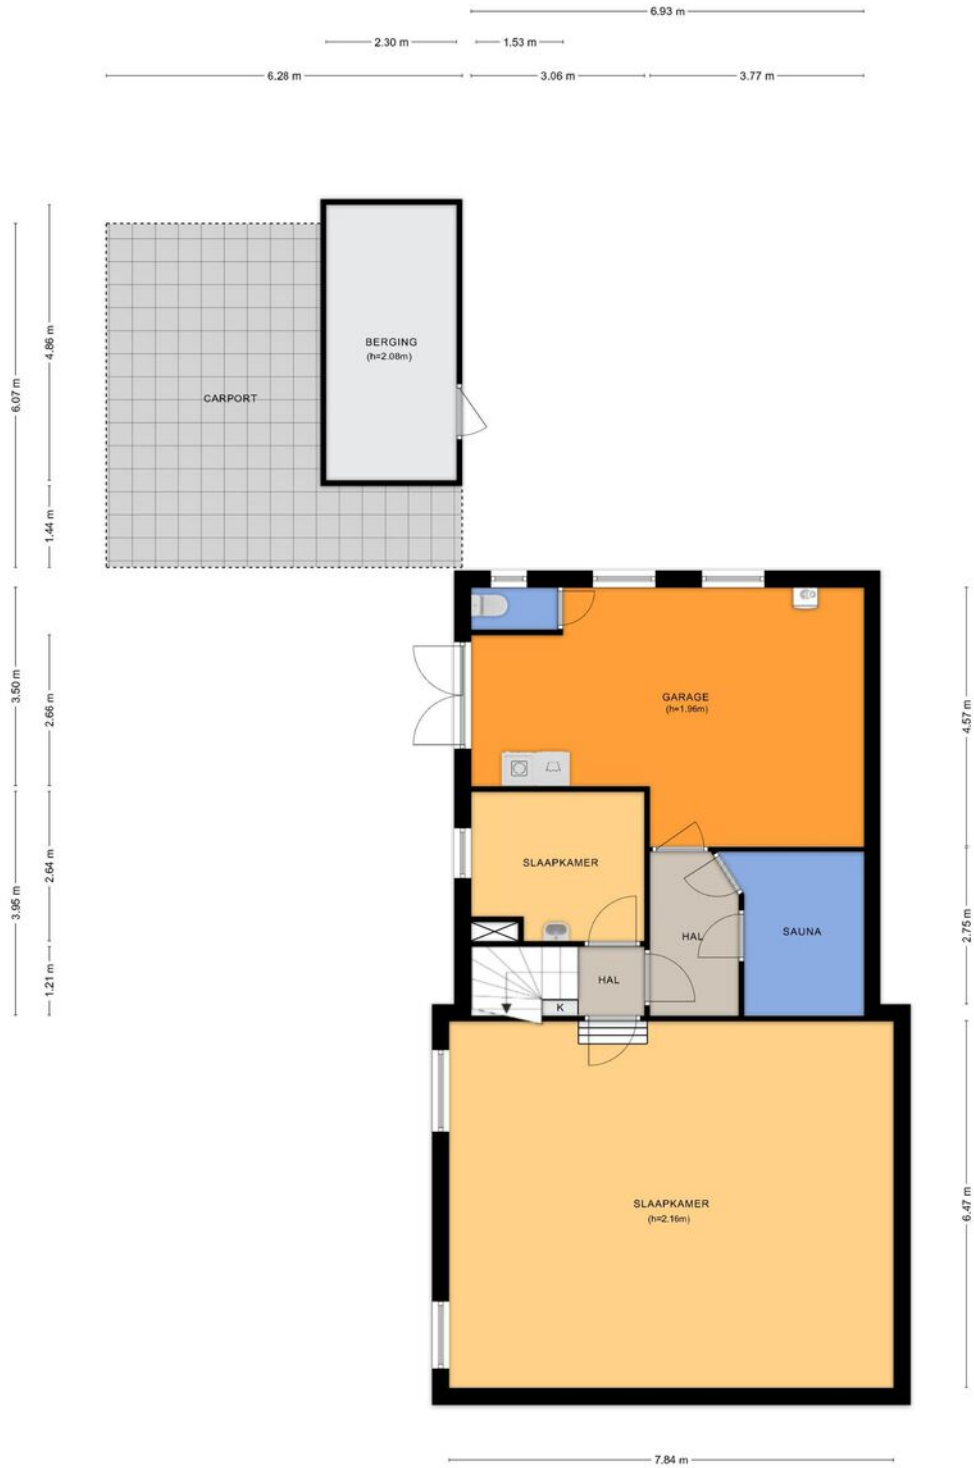 6.93 m
2.30 m
1.53 m
6.28 m
3.06 m
3.77 m
6.07 m
4.86 m
1.44 m
BERGING
(h=2.08m)
CARPORT
3.50 m
2.66 m
4.57 m
GARAGE
(h=1.96m)
3.95 m
2.64 m
SLAAPKAMER
2.75 m
HAL
SAUNA
1.21 m
HAL
K
SLAAPKAMER
(h=2.16m)
6.47 m
7.84 m